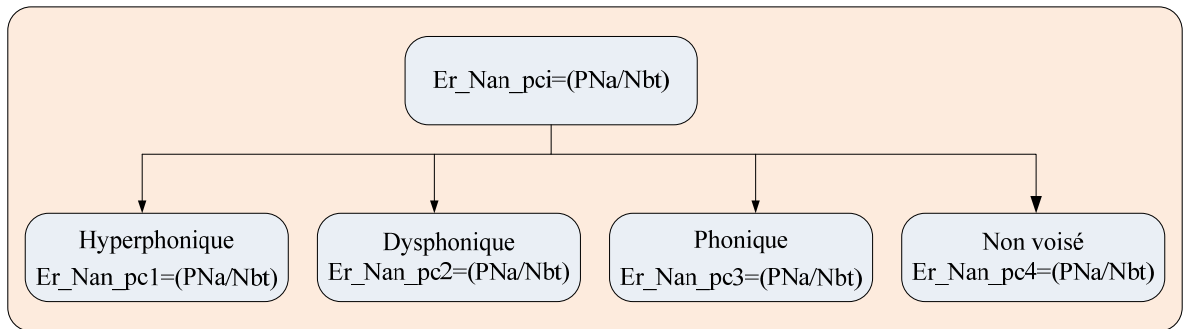 Er_Nan_pci=(PNa/Nbt)
Hyperphonique
Er_Nan_pc1=(PNa/Nbt)
Dysphonique
Er_Nan_pc2=(PNa/Nbt)
Phonique
Er_Nan_pc3=(PNa/Nbt)
Non voisé
Er_Nan_pc4=(PNa/Nbt)